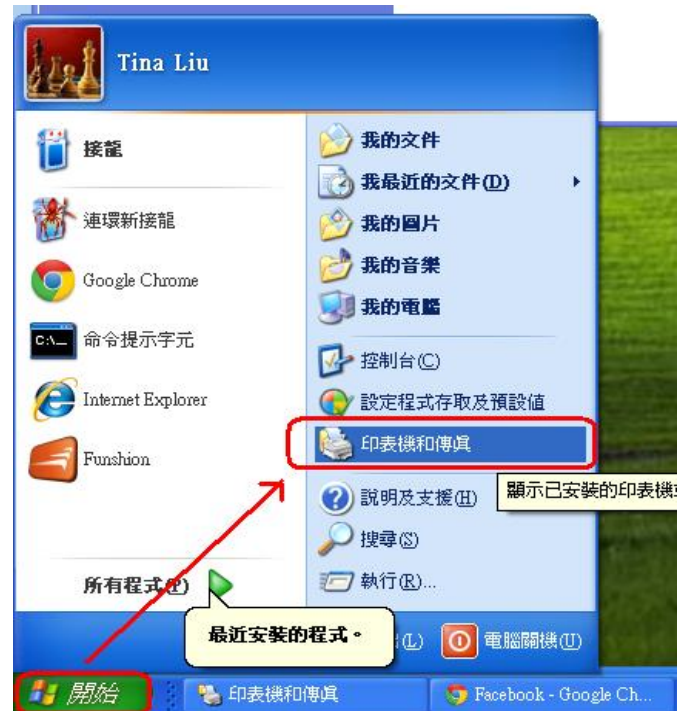 Tina Liu
接龍
連環新接龍
Google Chrome
C:\_
命令提示字元
Internet Explorer
Funshion
所有程式(P)
我的文件
我最近的文件(D)
我的圖片
我的音樂
我的電腦
控制台(C)
設定程式存取及預設值
印表機和傳真
顯示已安裝的印表機
說明及支援(H)
搜尋(S)
執行(R)...
最近安裝的程式。
(L)
電腦關機(U)
開始
印表機和傳真
Facebook - Google Ch...